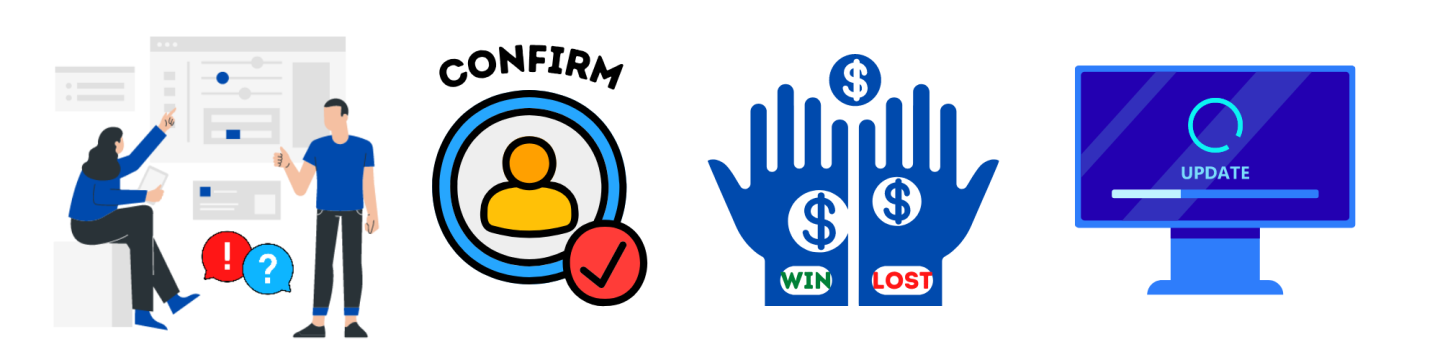 CONFIRM
!
?
$
$
$
WIN
LOST
UPDATE